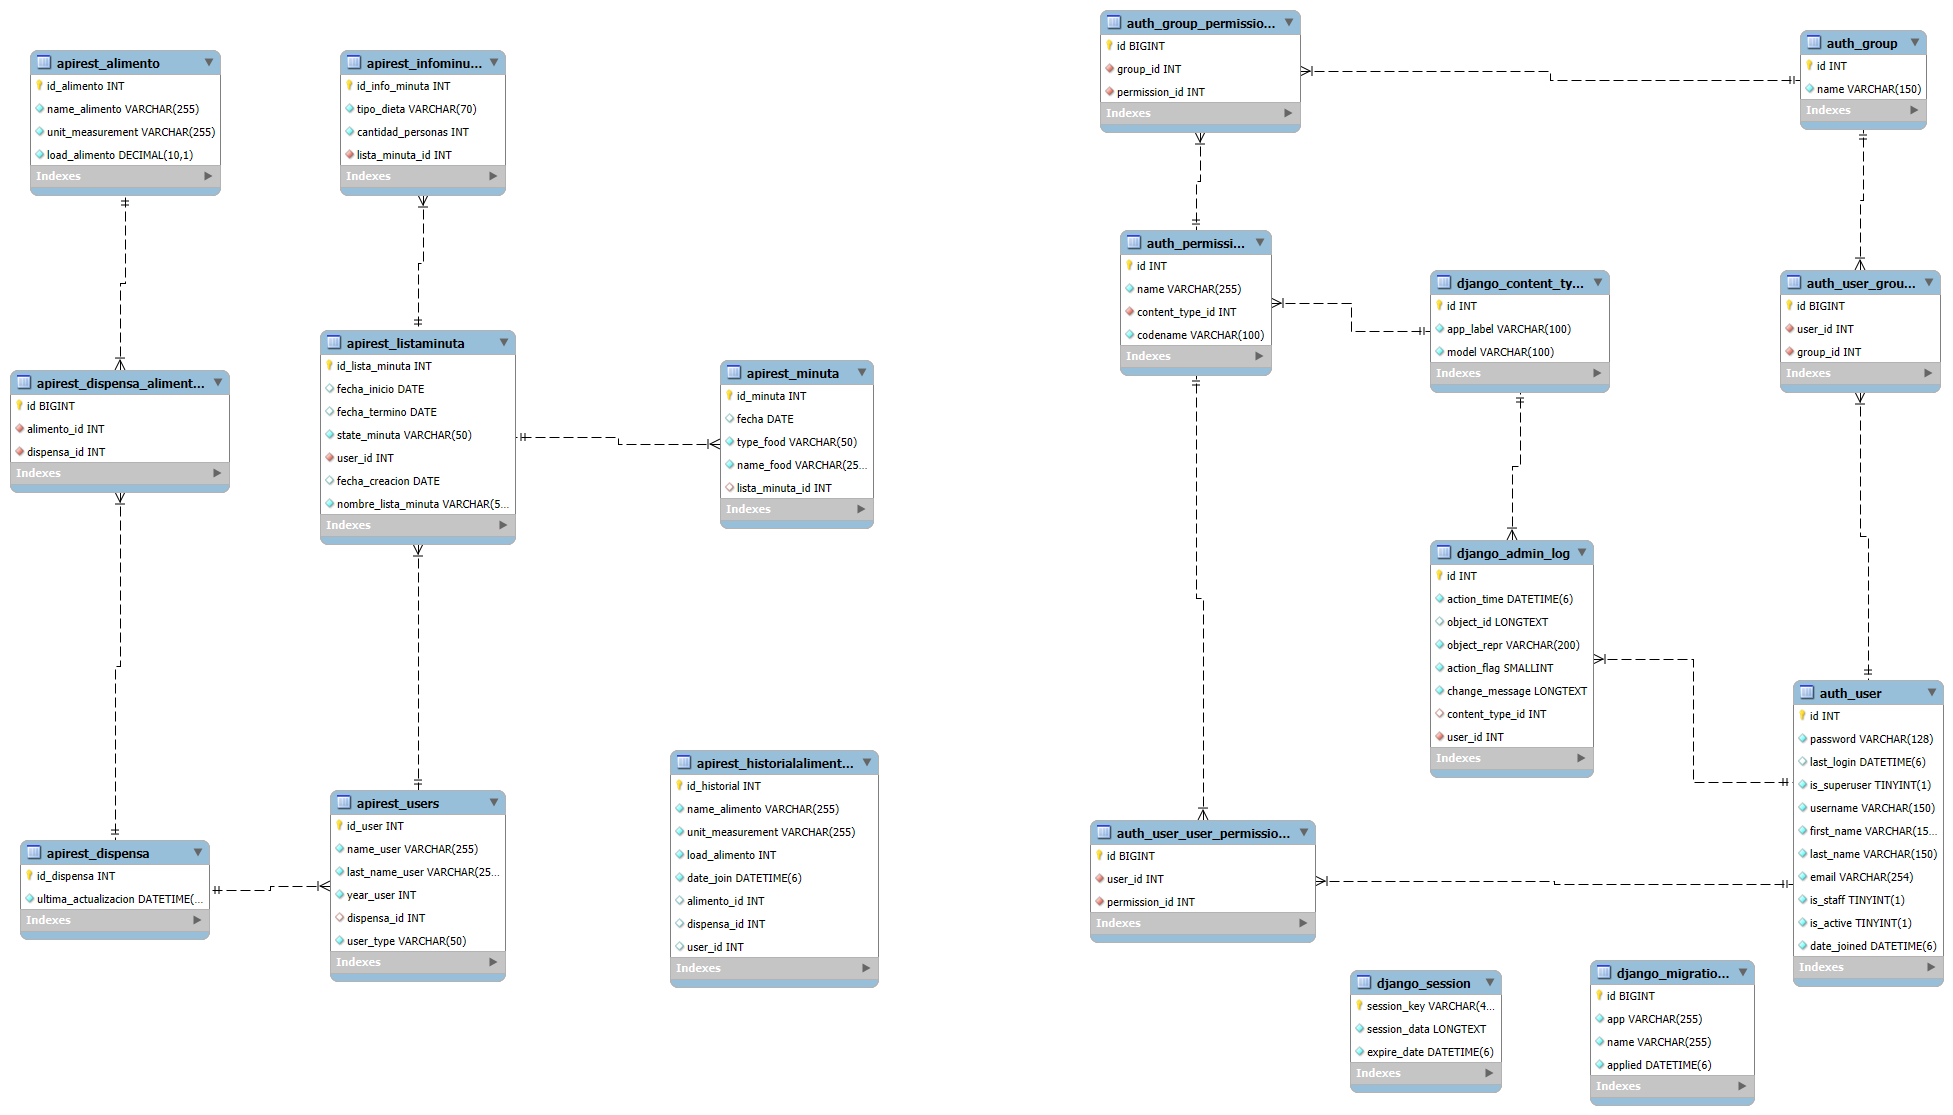 apirest_alimento
id_alimento INT
name_alimento VARCHAR(255)
unit_measurement VARCHAR(255)
load_alimento DECIMAL(10,1)
Indexes
apirest_infominu...
id_info_minuta INT
tipo_dieta VARCHAR(70)
cantidad_personas INT
lista_minuta_id INT
Indexes
apirest_dispensa_aliment...
id BIGINT
alimento_id INT
dispensa_id INT
Indexes
apirest_listaminuta
id_lista_minuta INT
fecha_inicio DATE
fecha_termino DATE
state_minuta VARCHAR(50)
user_id INT
fecha_creacion DATE
nombre_lista_minuta VARCHAR(5...
Indexes
apirest_minuta
id_minuta INT
fecha DATE
type_food VARCHAR(50)
name_food VARCHAR(25...
lista_minuta_id INT
Indexes
apirest_dispensa
id_dispensa INT
ultima_actualizacion DATETIME(...
Indexes
apirest_users
id_user INT
name_user VARCHAR(255)
last_name_user VARCHAR(25...
year_user INT
dispensa_id INT
user_type VARCHAR(50)
Indexes
apirest_historialaliment...
id_historial INT
name_alimento VARCHAR(255)
unit_measurement VARCHAR(255)
load_alimento INT
date_join DATETIME(6)
alimento_id INT
dispensa_id INT
user_id INT
Indexes
auth_group_permissio...
id BIGINT
group_id INT
permission_id INT
Indexes
auth_group
id INT
name VARCHAR(150)
Indexes
auth_permissi...
id INT
name VARCHAR(255)
content_type_id INT
codename VARCHAR(100)
Indexes
django_content_ty...
id INT
app_label VARCHAR(100)
model VARCHAR(100)
Indexes
auth_user_grou...
id BIGINT
user_id INT
group_id INT
Indexes
django_admin_log
id INT
action_time DATETIME(6)
object_id LONGTEXT
object_repr VARCHAR(200)
action_flag SMALLINT
change_message LONGTEXT
content_type_id INT
user_id INT
Indexes
auth_user
id INT
password VARCHAR(128)
last_login DATETIME(6)
is_superuser TINYINT(1)
username VARCHAR(150)
first_name VARCHAR(15...
last_name VARCHAR(150)
email VARCHAR(254)
is_staff TINYINT(1)
is_active TINYINT(1)
date_joined DATETIME(6)
Indexes
auth_user_user_permissio...
id BIGINT
user_id INT
permission_id INT
Indexes
django_session
session_key VARCHAR(4...
session_data LONGTEXT
expire_date DATETIME(6)
Indexes
django_migratio...
id BIGINT
app VARCHAR(255)
name VARCHAR(255)
applied DATETIME(6)
Indexes